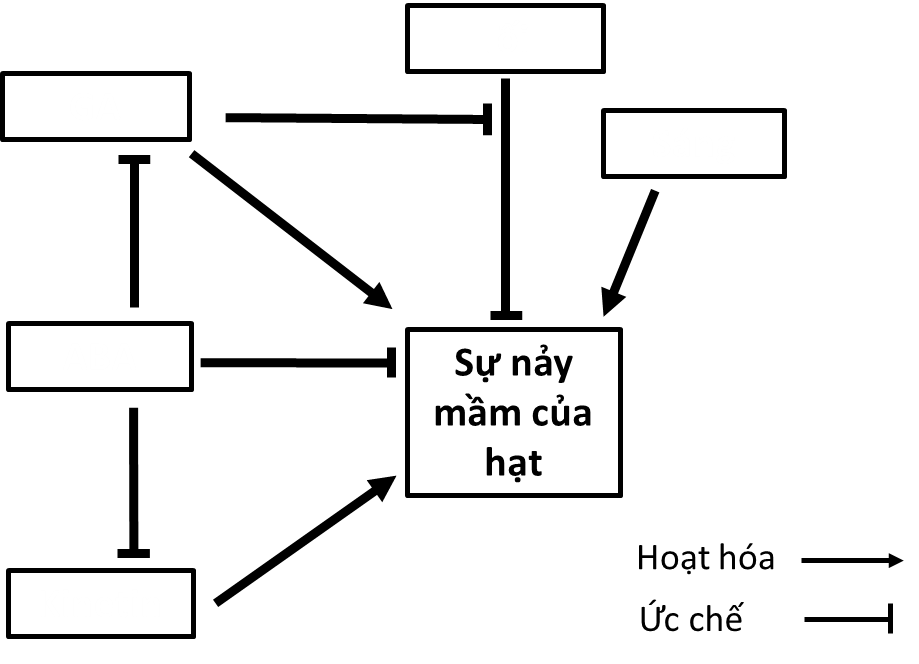 Sự nảy
mầm của
hạt
Hoạt hóa
Ức chế